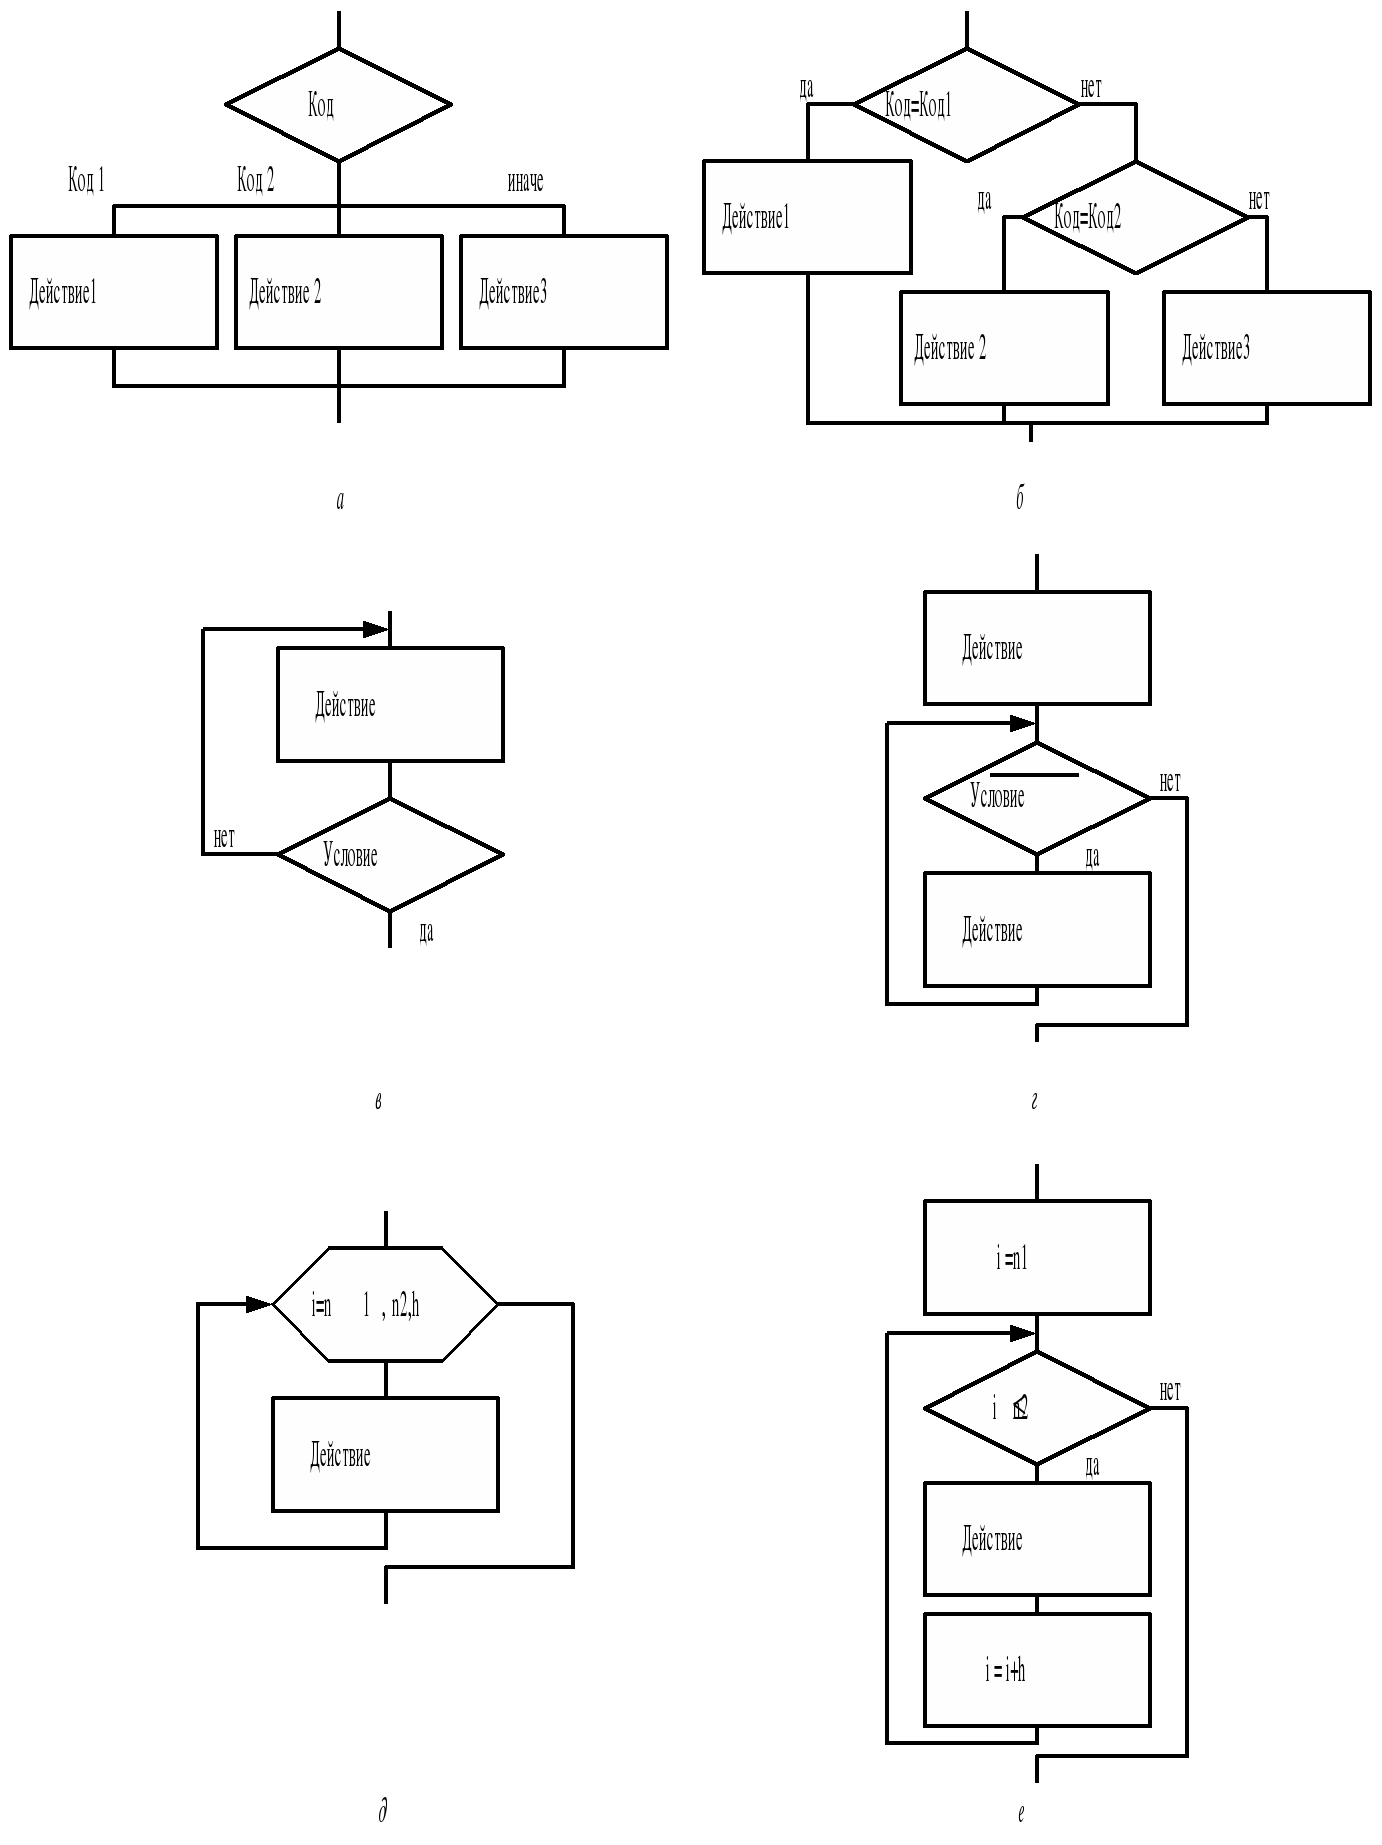 Код
Код 1
Код 2
иначе
Действие1
Действие 2
Действие3
а
да
Код=Код1
нет
Действие1
да
Код=Код2
нет
Действие 2
Действие3
б
Действие
нет
Условие
да
в
Действие
Условие
нет
да
Действие
г
i=n 1 , n2,h
Действие
д
i =n1
i ≤ n2
нет
да
Действие
i = i+h
е